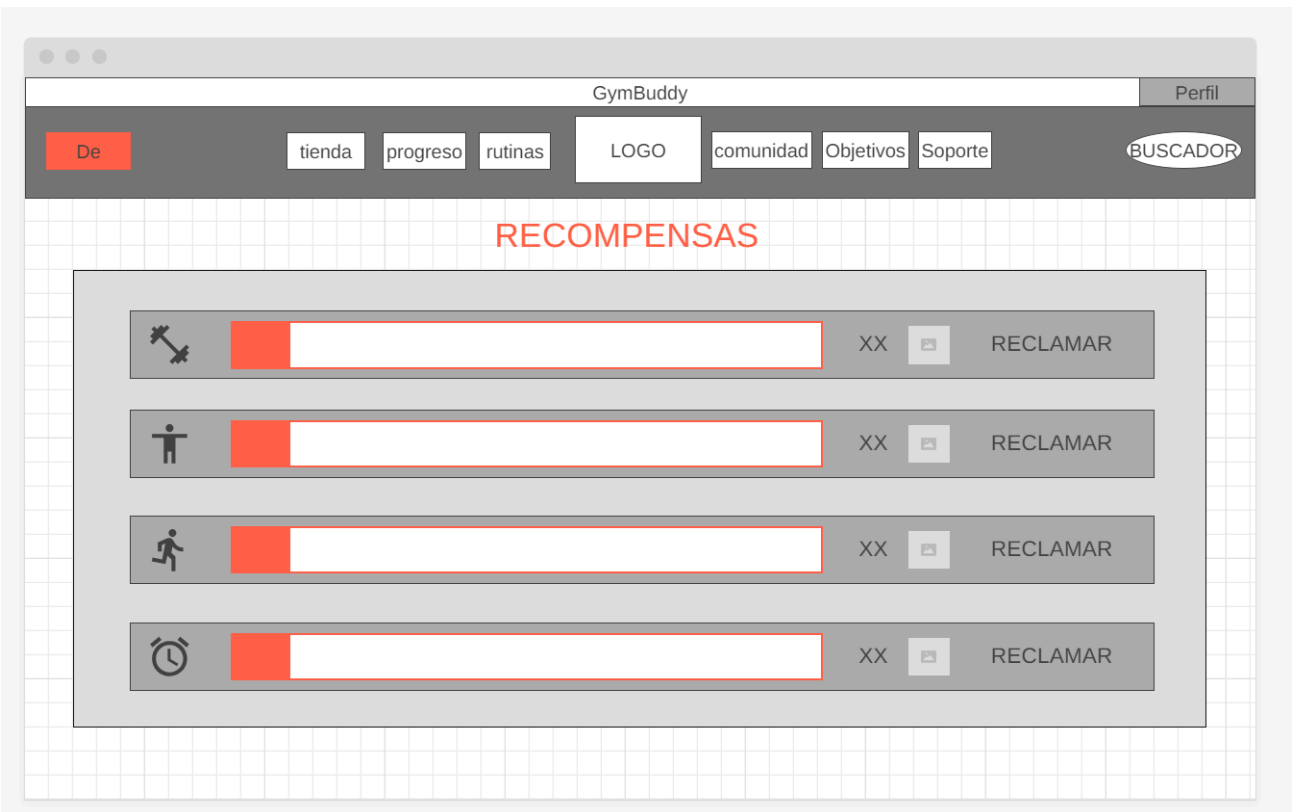 GymBuddy
Perfil
De
tienda
progreso
rutinas
LOGO
comunidad
Objetivos
Soporte
BUSCADOR
RECOMPENSAS
XX
RECLAMAR
XX
RECLAMAR
XX
RECLAMAR
XX
RECLAMAR